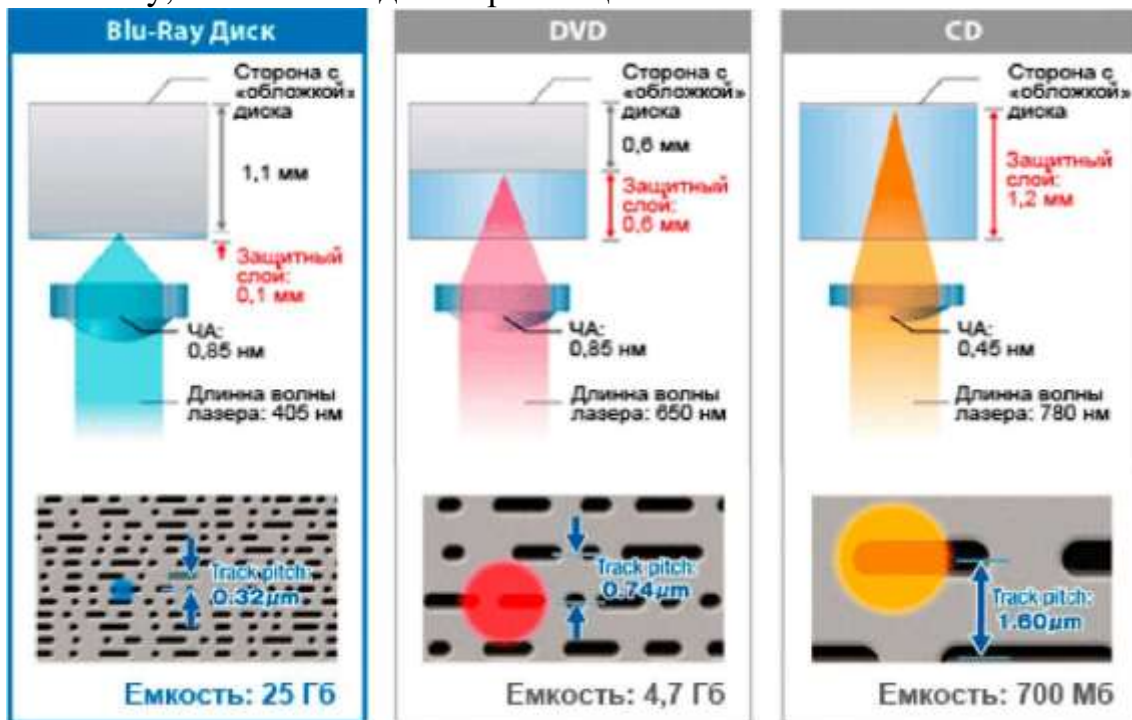 Blu-Ray Диск
Сторона с
«обложкой»
диска
1,1 мм
Защитный
слой:
0,1 мм
ЧА:
0,85 нм
Длинна волны
лазера: 405 нм
Track pitch:
0.32μm
Емкость: 25 Гб
DVD
Сторона с
«обложкой»
диска
0,6 мм
Защитный
слой:
0,6 мм
ЧА:
0,85 нм
Длинна волны
лазера: 650 нм
Track pitch:
0.74μm
Емкость: 4,7 Гб
CD
Сторона с
«обложкой»
диска
Защитный
слой:
1,2 мм
ЧА:
0,45 нм
Длинна волны
лазера: 780 нм
Track pitch:
1.60μm
Емкость: 700 Мб